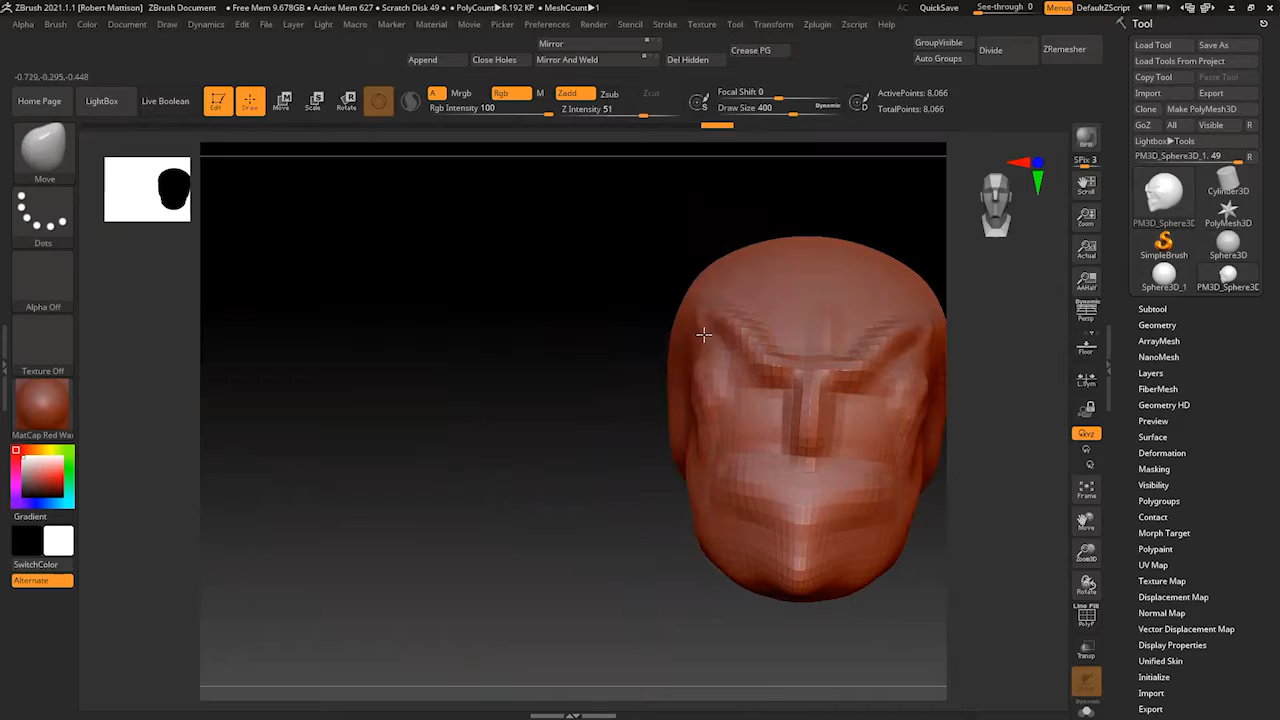 ZBrush 2021.1.1 [Robert Mattison] ZBrush Document • Free Mem 9.678GB • Active Mem 627 • Scratch Disk 49 • PolyCount▶8.192 KP • MeshCount▶1 AC QuickSave See-through 0 Menus DefaultZScript
Alpha Brush Color Document Draw Dynamics Edit File Layer Light Macro Marker Material Movie Picker Preferences Render Stencil Stroke Texture Tool Transform Zplugin Zscript Help
Tool
Mirror
Append Close Holes Mirror And Weld Del Hidden Crease PG
GroupVisible
Auto Groups
Divide
ZRemesher
-0.729,-0.295,-0.448
Home Page LightBox Live Boolean
Edit Draw Move Scale Rotate
A Mrgb Rgb M Zadd Zsub Zcut
Rgb Intensity 100 Z Intensity 51
Focal Shift 0
Draw Size 400 Dynamic
S
D
ActivePoints: 8,066
TotalPoints: 8,066
Move
Dots
Alpha Off
Texture Off
MatCap Red Wax
Gradient
SwitchColor
Alternate
BPR
SPix 3
Scroll
Zoom
Actual
AAHalf
Dynamic
Persp
Floor
L.Sym
XYZ
Frame
Move
Zoom3D
Rotate
Line Fill
PolyF
Transp
Dynamic
Load Tool Save As
Load Tools From Project
Copy Tool Paste Tool
Import Export
Clone Make PolyMesh3D
GoZ All Visible R
Lightbox▶Tools
PM3D_Sphere3D_1. 49 R
Cylinder3D
PM3D_Sphere3D PolyMesh3D
SimpleBrush Sphere3D
Sphere3D_1 PM3D_Sphere3D
Subtool
Geometry
ArrayMesh
NanoMesh
Layers
FiberMesh
Geometry HD
Preview
Surface
Deformation
Masking
Visibility
Polygroups
Contact
Morph Target
Polypaint
UV Map
Texture Map
Displacement Map
Normal Map
Vector Displacement Map
Display Properties
Unified Skin
Initialize
Import
Export